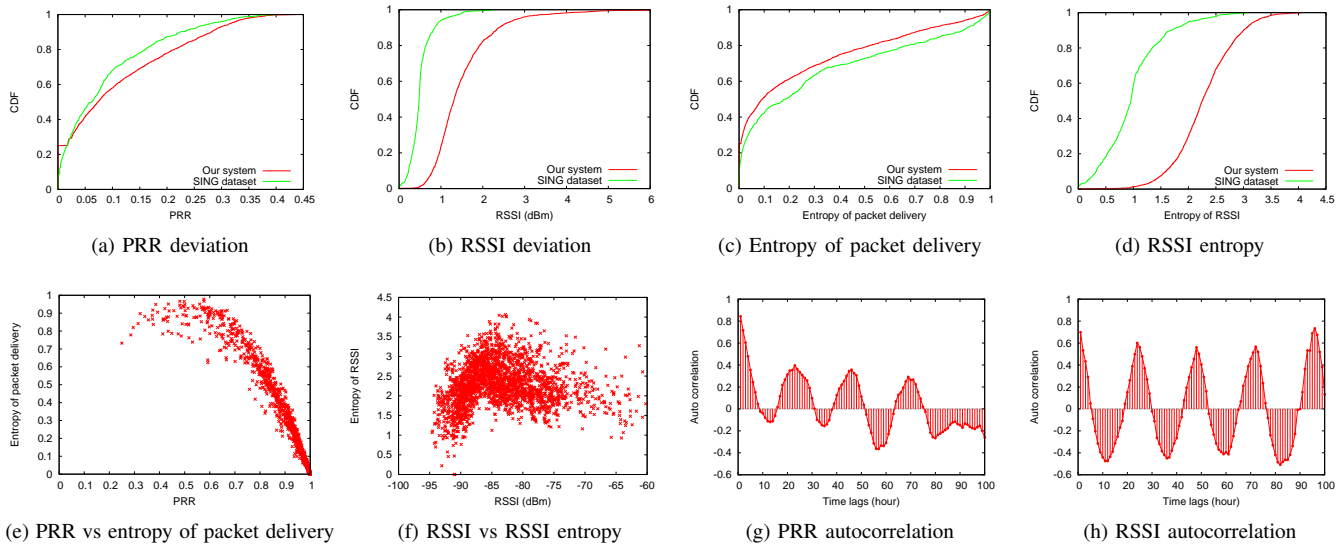 CDF
1
0.8
0.6
0.4
0.2
0
0 0.05 0.1 0.15 0.2 0.25 0.3 0.35 0.4 0.45
PRR
Our system
SING dataset
(a) PRR deviation
CDF
1
0.8
0.6
0.4
0.2
0
0 1 2 3 4 5 6
RSSI (dBm)
Our system
SING dataset
(b) RSSI deviation
CDF
1
0.8
0.6
0.4
0.2
0
0 0.1 0.2 0.3 0.4 0.5 0.6 0.7 0.8 0.9 1
Entropy of packet delivery
Our system
SING dataset
(c) Entropy of packet delivery
CDF
1
0.8
0.6
0.4
0.2
0
0 0.5 1 1.5 2 2.5 3 3.5 4 4.5
Entropy of RSSI
Our system
SING dataset
(d) RSSI entropy
Entropy of packet delivery
1
0.9
0.8
0.7
0.6
0.5
0.4
0.3
0.2
0.1
0
0 0.1 0.2 0.3 0.4 0.5 0.6 0.7 0.8 0.9 1
PRR
(e) PRR vs entropy of packet delivery
Entropy of RSSI
4.5
4
3.5
3
2.5
2
1.5
1
0.5
0
-100 -95 -90 -85 -80 -75 -70 -65 -60
RSSI (dBm)
(f) RSSI vs RSSI entropy
Auto correlation
1
0.8
0.6
0.4
0.2
0
-0.2
-0.4
-0.6
0 10 20 30 40 50 60 70 80 90 100
Time lags (hour)
(g) PRR autocorrelation
Auto correlation
1
0.8
0.6
0.4
0.2
0
-0.2
-0.4
-0.6
0 10 20 30 40 50 60 70 80 90 100
Time lags (hour)
(h) RSSI autocorrelation